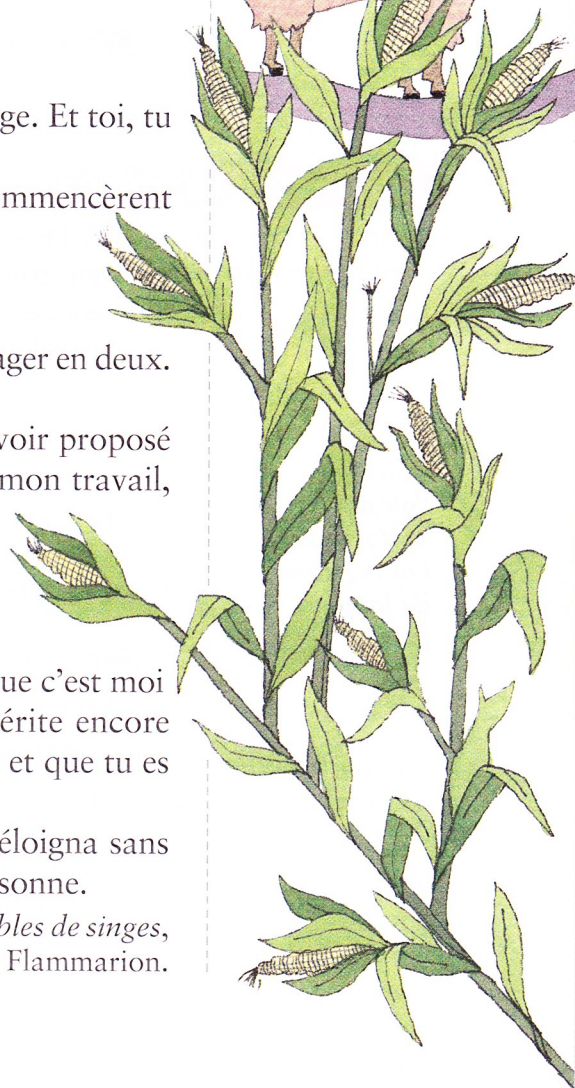 ge. Et toi, tu
mmencèrent
ager en deux.
voir proposé
mon travail,
ue c'est moi
érite encore
et que tu es
éloigna sans
sonne.
bles de singes,
Flammarion.